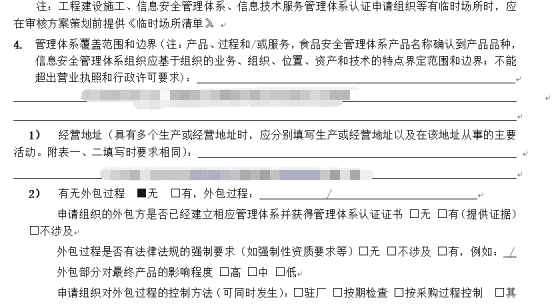 注：工程建设施工、信息安全管理体系、信息技术服务管理体系认证申请组织等有临时场所时，应
在审核方案策划前提供《临时场所清单》。
4. 管理体系覆盖范围和边界（注：产品、过程和/或服务，食品安全管理体系产品名称确认到产品品种，
信息安全管理体系组织应基于组织的业务、组织、位置、资产和技术的特点界定范围和边界；不能
超出营业执照和行政许可要求）：
1） 经营地址（具有多个生产或经营地址时，应分别填写生产或经营地址以及在该地址从事的主要
活动。附表一、二填写时要求相同）：
2） 有无外包过程 ■无 □有，外包过程： /
申请组织的外包方是否已经建立相应管理体系并获得管理体系认证证书 □无 □有(提供证据)
□不涉及
外包过程是否有法律法规的强制要求（如强制性资质要求等）□无 □不涉及 □有，例如： /
外包部分对最终产品的影响程度 □高 □中 □低
申请组织对外包过程的控制方法（可同时发生）：□驻厂 □按期检查 □按采购过程控制 □其